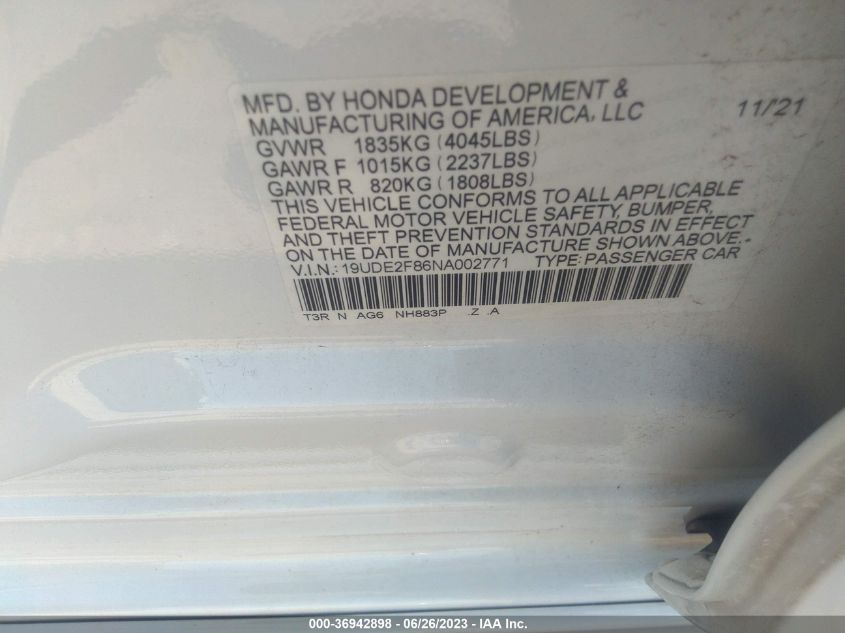 MFD. BY HONDA DEVELOPMENT &
MANUFACTURING OF AMERICA, LLC 11/21
GVWR 1835KG (4045LBS)
GAWR F 1015KG (2237LBS)
GAWR R 820KG (1808LBS)
THIS VEHICLE CONFORMS TO ALL APPLICABLE
FEDERAL MOTOR VEHICLE SAFETY, BUMPER,
AND THEFT PREVENTION STANDARDS IN EFFECT
ON THE DATE OF MANUFACTURE SHOWN ABOVE.
V.I.N.: 19UDE2F86NA002771 TYPE: PASSENGER CAR
T3R N AG6 NH883P .Z .A
000-36942898 - 06/26/2023 - IAAI.com